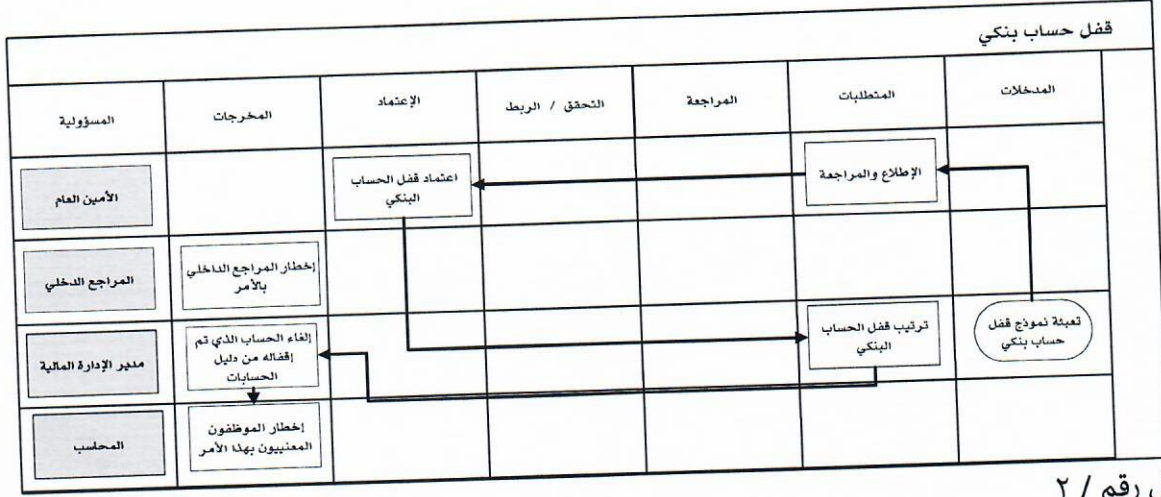 قفل حساب بنكي
المدخلات
المتطلبات
المراجعة
التحقق / الربط
الإعتماد
المخرجات
المسؤولية
الإطلاع والمراجعة
اعتماد قفل الحساب
البنكي
الأمين العام
إخطار المراجع الداخلي
بالأمر
المراجع الدخلي
تعبئة نموذج قفل
حساب بنكي
ترتيب قفل الحساب
البنكي
إلغاء الحساب الذي تم
إقفاله من دليل
الحسابات
مدير الإدارة المالية
إخطار الموظفون
المعنييون بهذا الأمر
المحاسب
رقم / ٢